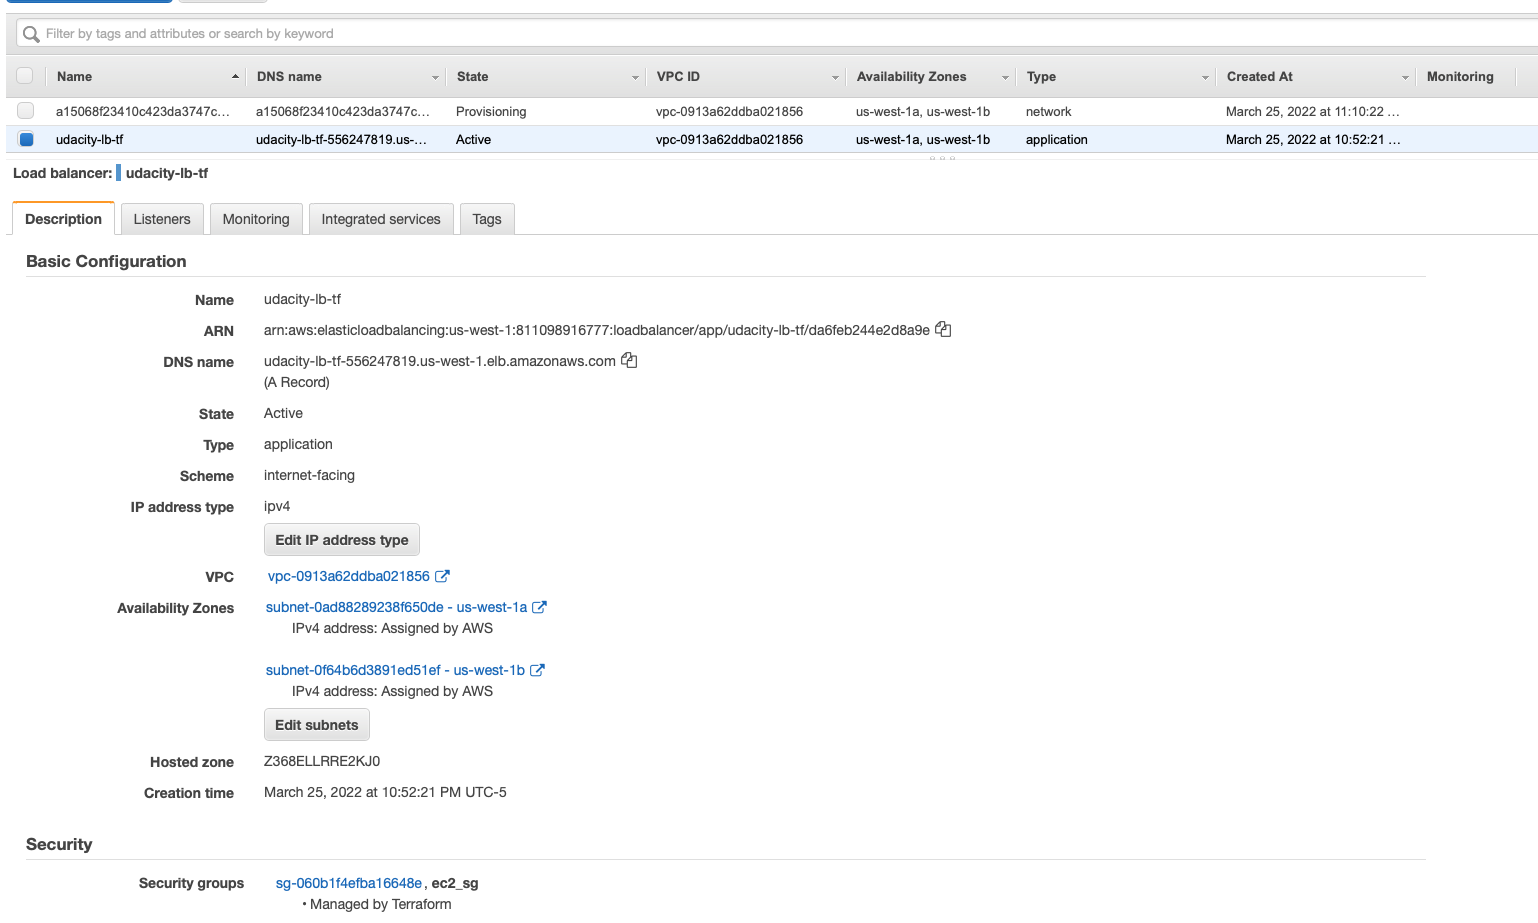 Filter by tags and attributes or search by keyword
Name DNS name State VPC ID Availability Zones Type Created At Monitoring
a15068f23410c423da3747c... a15068f23410c423da3747c... Provisioning vpc-0913a62ddba021856 us-west-1a, us-west-1b network March 25, 2022 at 11:10:22 ...
udacity-lb-tf udacity-lb-tf-556247819.us-... Active vpc-0913a62ddba021856 us-west-1a, us-west-1b application March 25, 2022 at 10:52:21 ...
Load balancer: udacity-lb-tf
Description Listeners Monitoring Integrated services Tags
Basic Configuration
Name udacity-lb-tf
ARN arn:aws:elasticloadbalancing:us-west-1:811098916777:loadbalancer/app/udacity-lb-tf/da6feb244e2d8a9e
DNS name udacity-lb-tf-556247819.us-west-1.elb.amazonaws.com
(A Record)
State Active
Type application
Scheme internet-facing
IP address type ipv4
Edit IP address type
VPC vpc-0913a62ddba021856
Availability Zones subnet-0ad88289238f650de - us-west-1a
IPv4 address: Assigned by AWS
subnet-0f64b6d3891ed51ef - us-west-1b
IPv4 address: Assigned by AWS
Edit subnets
Hosted zone Z368ELLRRE2KJ0
Creation time March 25, 2022 at 10:52:21 PM UTC-5
Security
Security groups sg-060b1f4efba16648e, ec2_sg
• Managed by Terraform